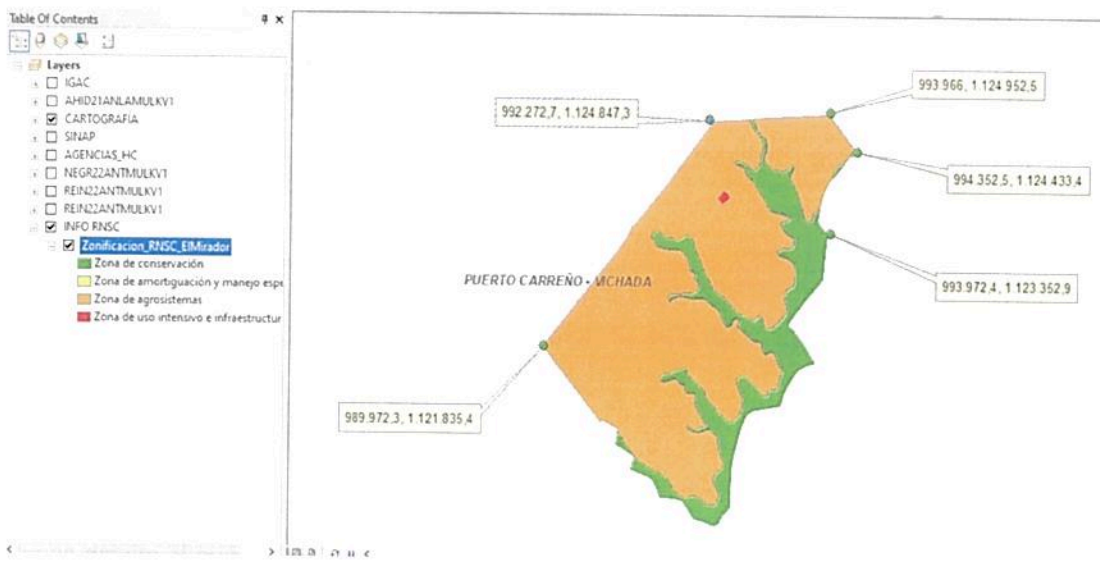 Table Of Contents
Layers
IGAC
AHID21ANLAMULKV1
CARTOGRAFIA
SINAP
AGENCIAS_HC
NEGR22ANTMULKV1
REIN22ANTMULKV1
REIN22ANTMULKV1
INFO RNSC
Zonificacion_RNSC_ElMirador
Zona de conservación
Zona de amortiguación y manejo espe
Zona de agrosistemas
Zona de uso intensivo e infraestructur
992.272,7, 1.124.847,3
993.966, 1.124.952,5
994.352,5, 1.124.433,4
PUERTO CARREÑO - VICHADA
993.972,4, 1.123.352,9
989.972,3, 1.121.835,4